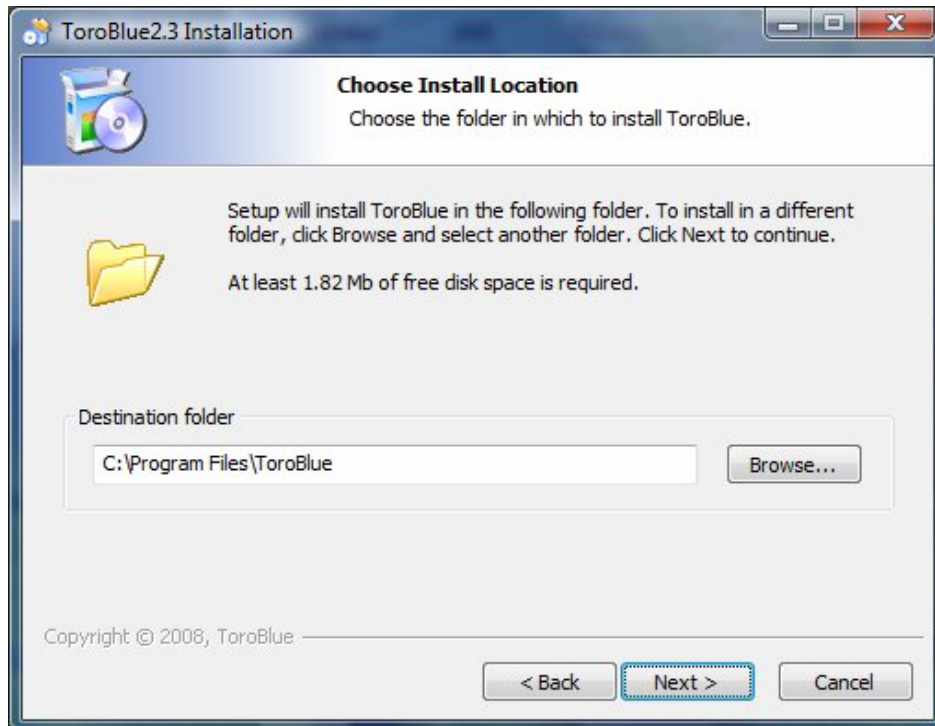 ToroBlue2.3 Installation
Choose Install Location
Choose the folder in which to install ToroBlue.
Setup will install ToroBlue in the following folder. To install in a different
folder, click Browse and select another folder. Click Next to continue.
At least 1.82 Mb of free disk space is required.
Destination folder
C:\Program Files\ToroBlue
Browse...
Copyright © 2008, ToroBlue
< Back
Next >
Cancel